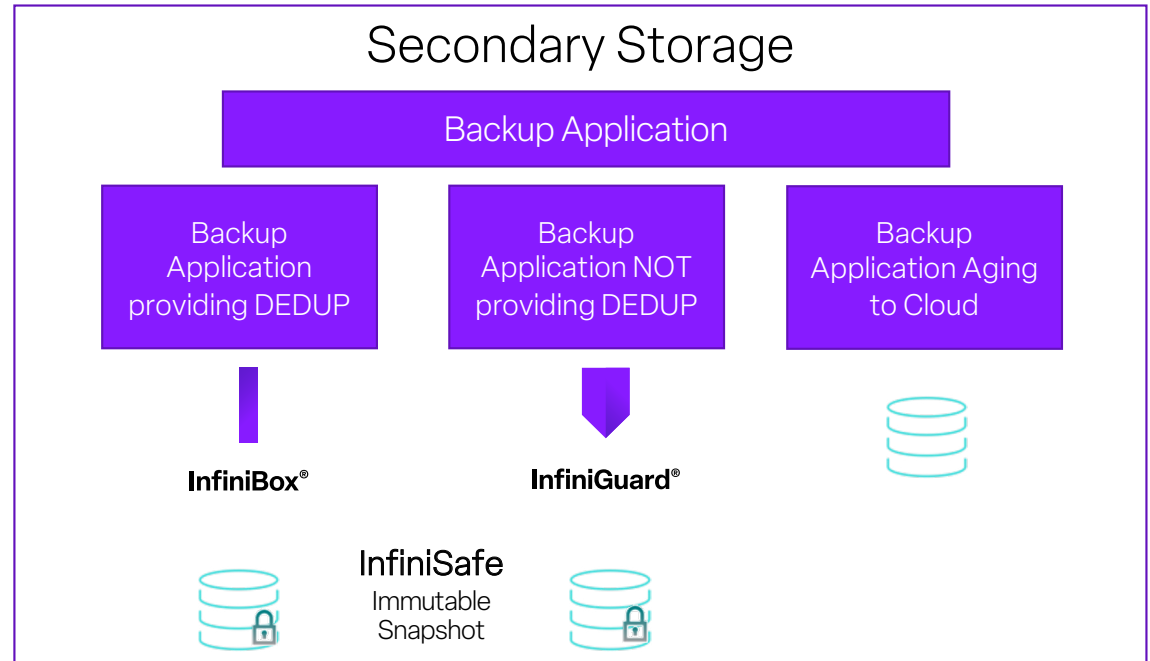 Secondary Storage
Backup Application
Backup
Application
providing DEDUP
Backup
Application NOT
providing DEDUP
Backup
Application Aging
to Cloud
InfiniBox®
InfiniGuard®
InfiniSafe
Immutable
Snapshot